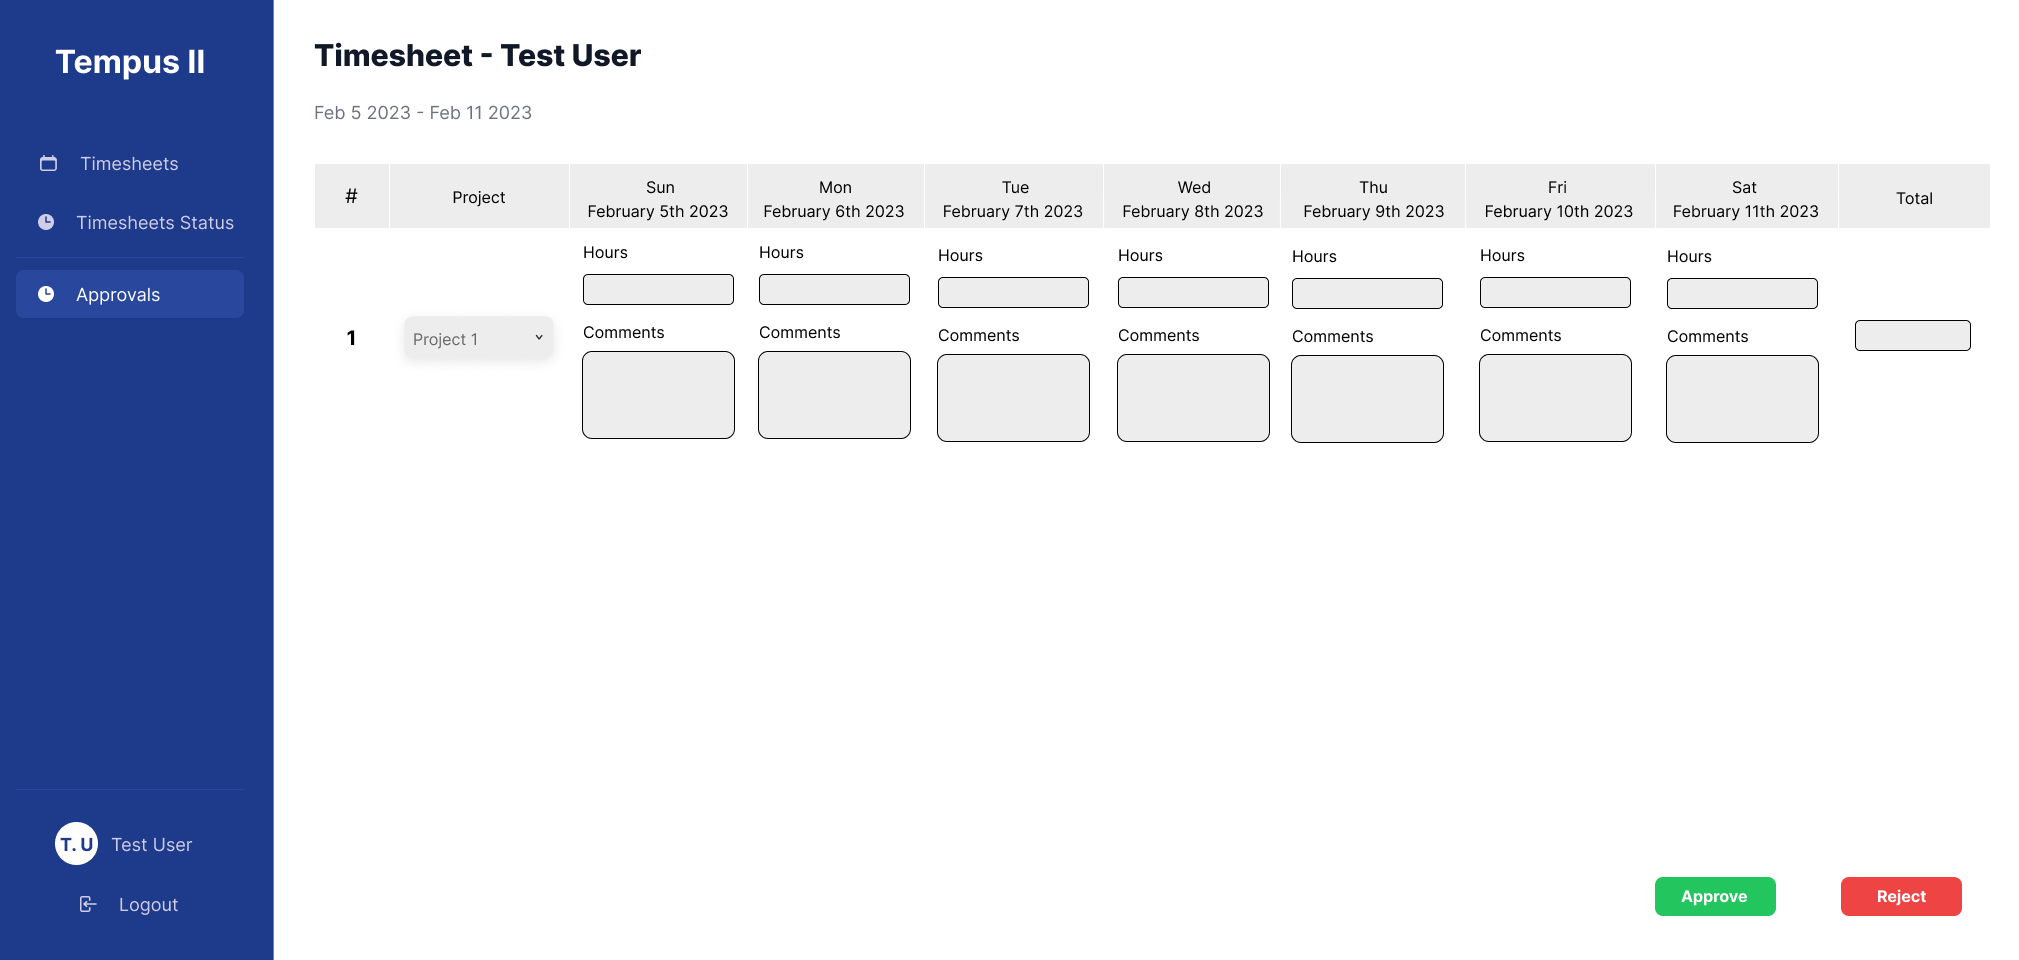 Tempus II
Timesheets
Timesheets Status
Approvals
T. U Test User
Logout
Timesheet - Test User
Feb 5 2023 - Feb 11 2023
#
Project
Sun
February 5th 2023
Mon
February 6th 2023
Tue
February 7th 2023
Wed
February 8th 2023
Thu
February 9th 2023
Fri
February 10th 2023
Sat
February 11th 2023
Total
1
Project 1
Hours
Comments
Hours
Comments
Hours
Comments
Hours
Comments
Hours
Comments
Hours
Comments
Hours
Comments
Approve
Reject